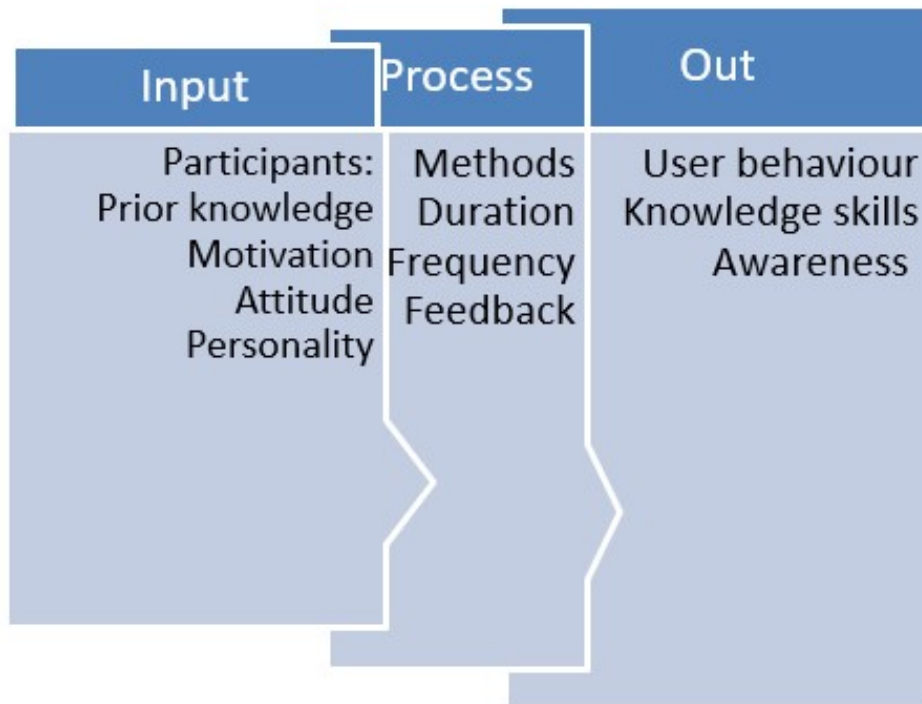 Input
Participants:
Prior knowledge
Motivation
Attitude
Personality
Process
Methods
Duration
Frequency
Feedback
Out
User behaviour
Knowledge skills
Awareness